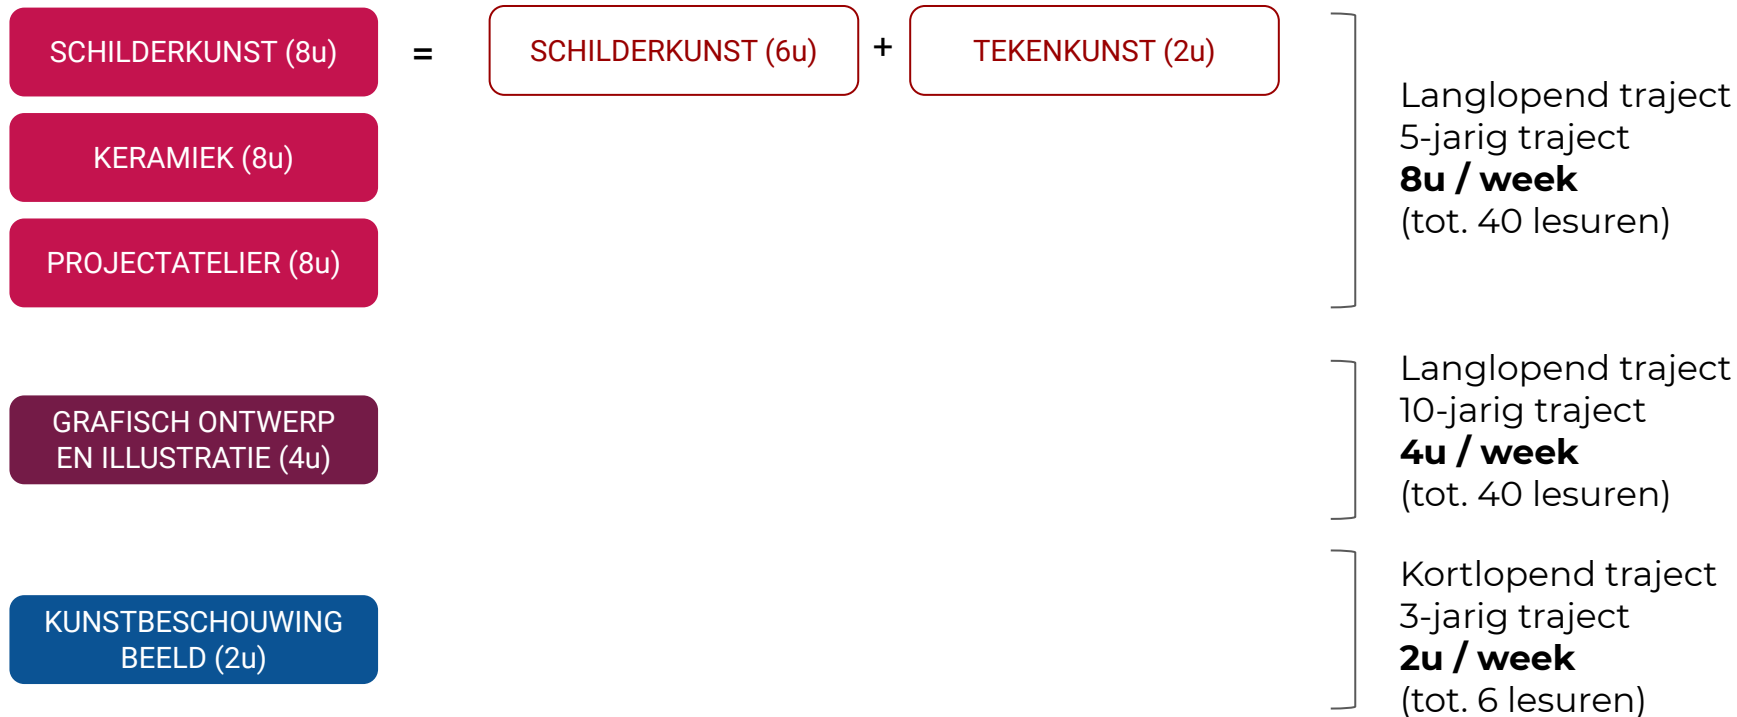 SCHILDERKUNST (8u)
=
SCHILDERKUNST (6u)
+
TEKENKUNST (2u)
KERAMIEK (8u)
PROJECTATELIER (8u)
Langlopend traject
5-jarig traject
8u / week
(tot. 40 lesuren)
GRAFISCH ONTWERP
EN ILLUSTRATIE (4u)
Langlopend traject
10-jarig traject
4u / week
(tot. 40 lesuren)
KUNSTBESCHOUWING
BEELD (2u)
Kortlopend traject
3-jarig traject
2u / week
(tot. 6 lesuren)